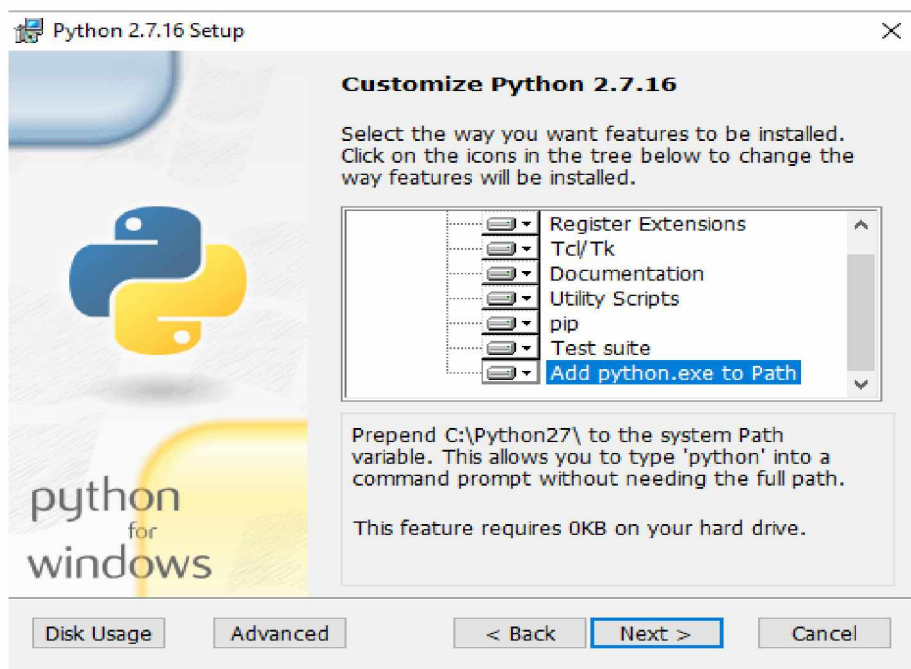 Python 2.7.16 Setup
Customize Python 2.7.16
Select the way you want features to be installed.
Click on the icons in the tree below to change the
way features will be installed.
Register Extensions
Tcl/Tk
Documentation
Utility Scripts
pip
Test suite
Add python.exe to Path
Prepend C:\Python27\ to the system Path
variable. This allows you to type 'python' into a
command prompt without needing the full path.
This feature requires 0KB on your hard drive.
python
for
windows
Disk Usage
Advanced
< Back
Next >
Cancel